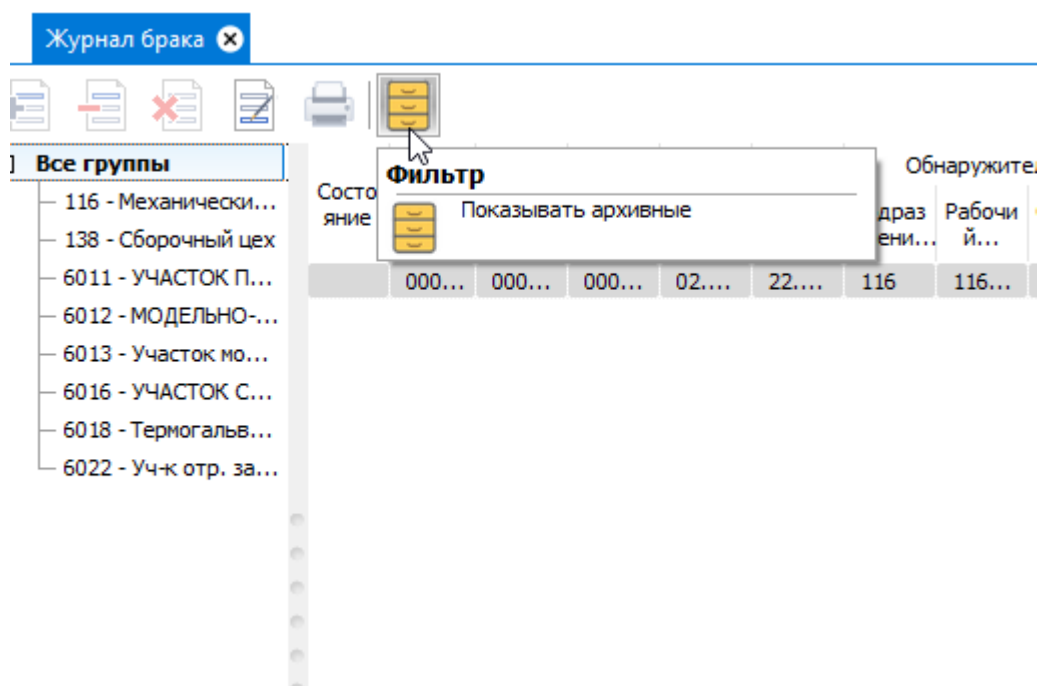 Журнал брака
Все группы
116 - Механически...
138 - Сборочный цех
6011 - УЧАСТОК П...
6012 - МОДЕЛЬНО-...
6013 - Участок мо...
6016 - УЧАСТОК С...
6018 - Термогальв...
6022 - Уч-к отр. за...
Фильтр
Показывать архивные
Обнаружител
Состо
яние
драз
ени...
Рабочи
й...
000... 000... 000... 02.... 22.... 116 116...